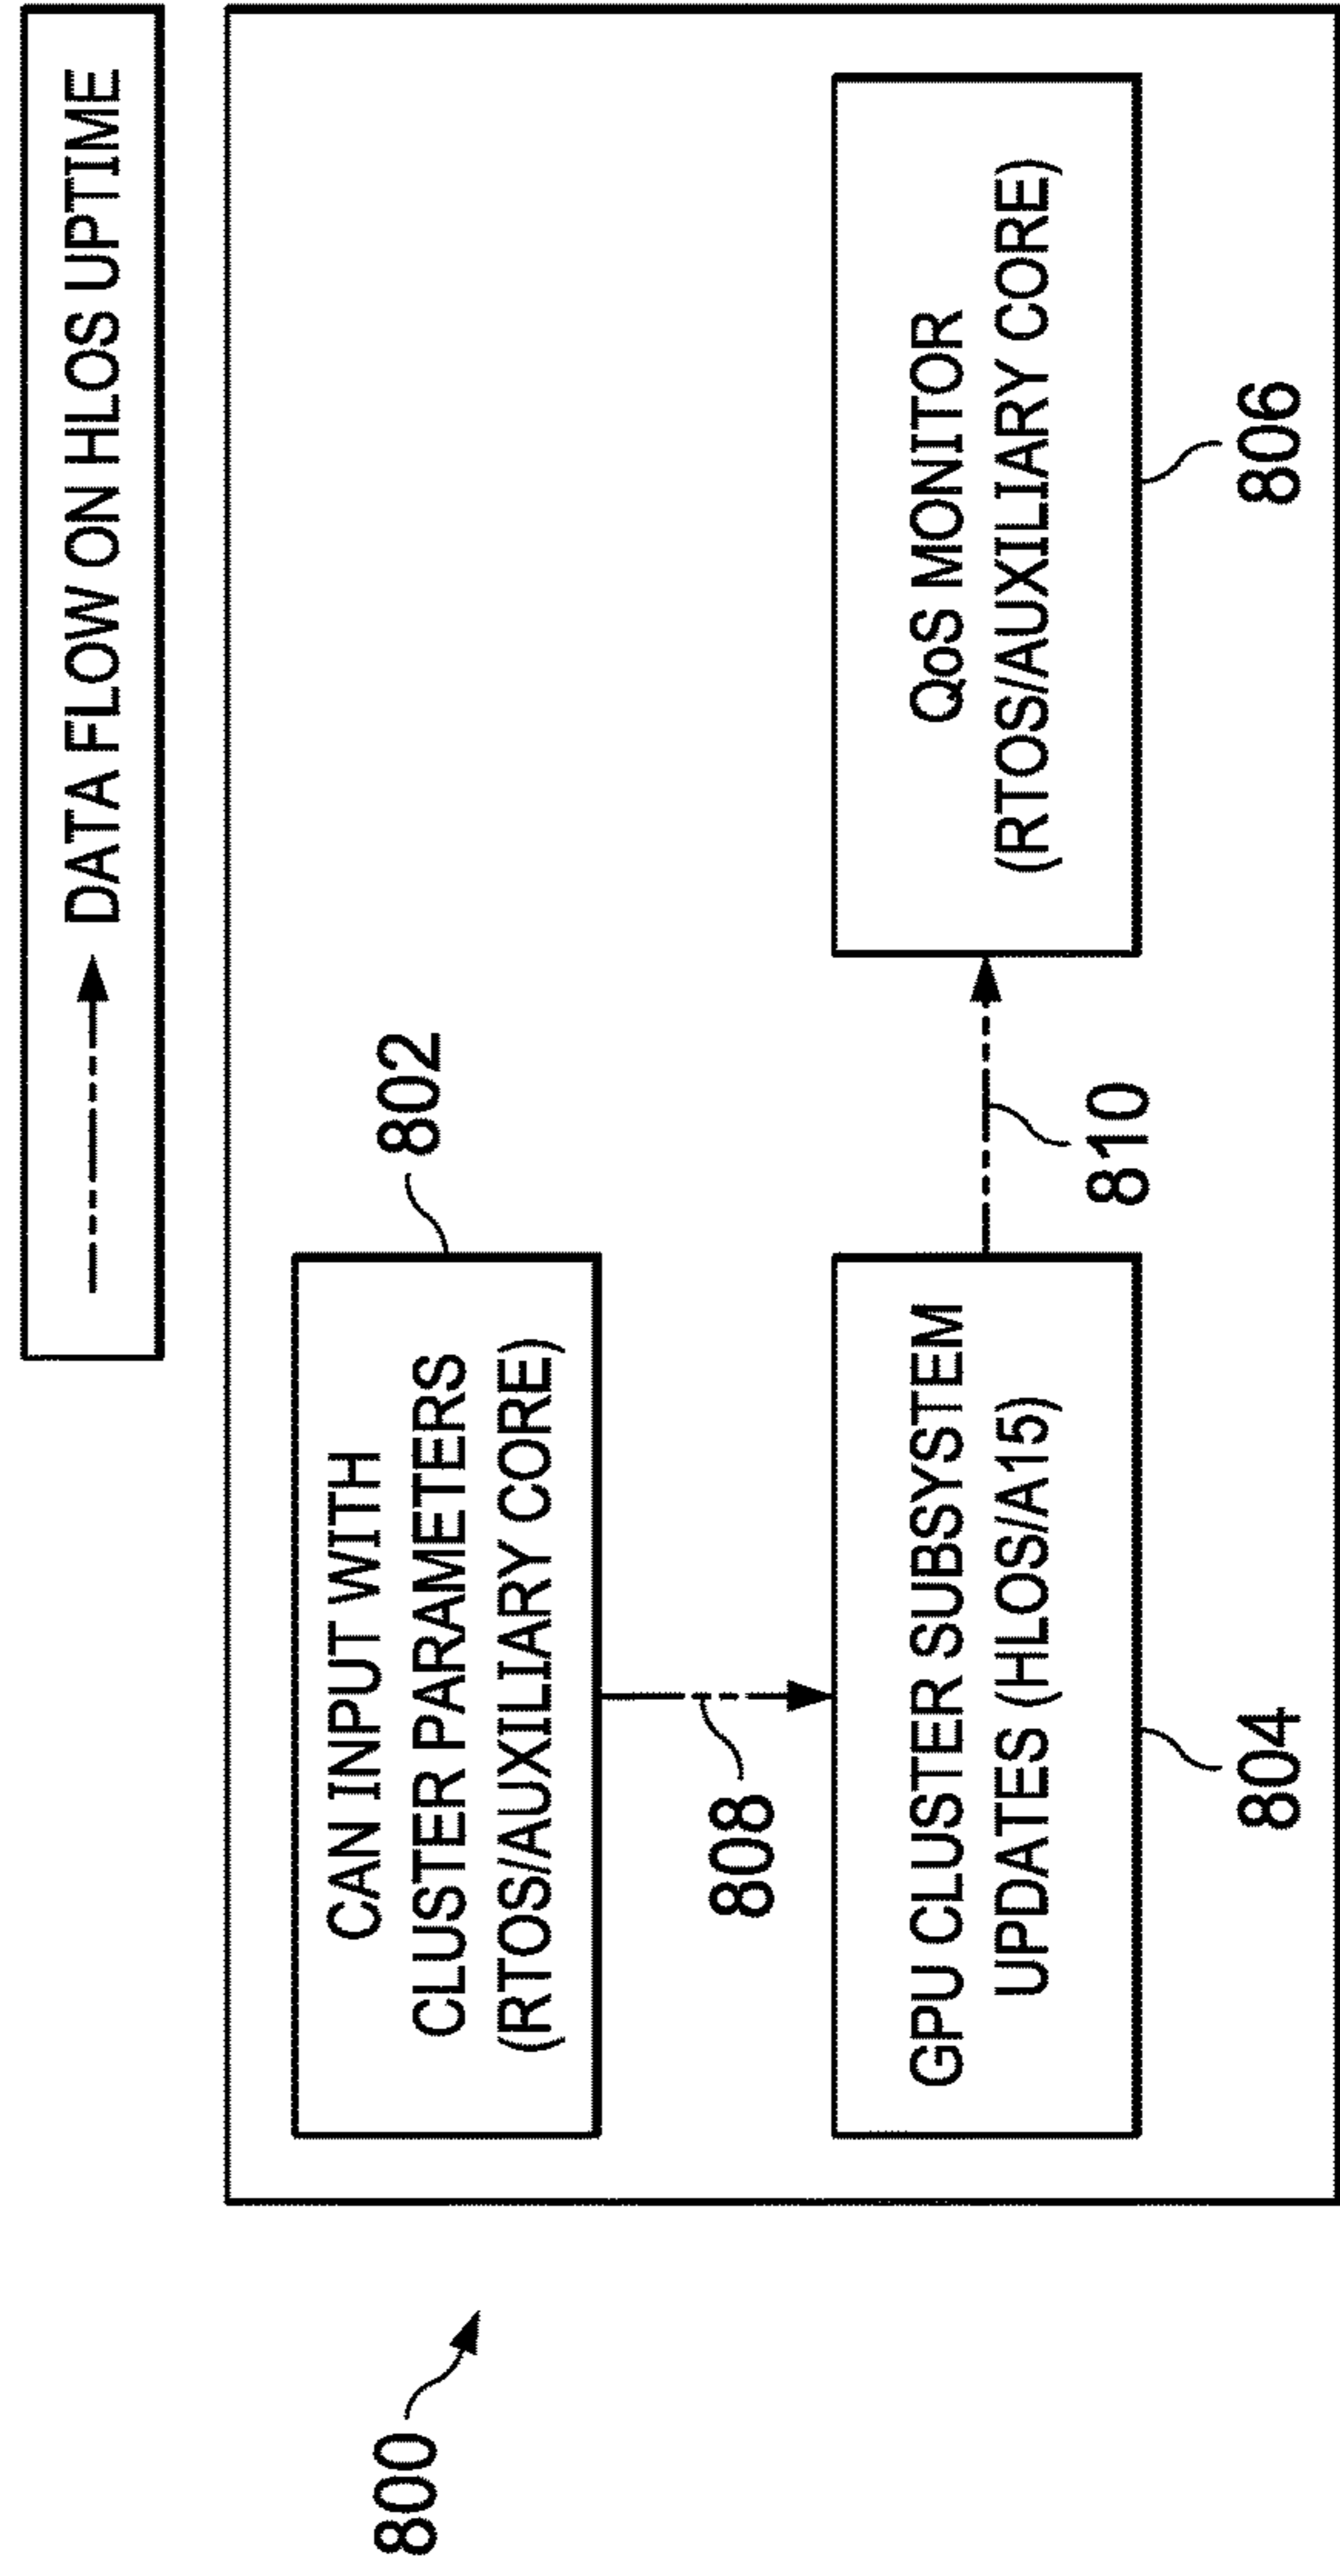 DATA FLOW ON HLOS UPTIME
800
CAN INPUT WITH
CLUSTER PARAMETERS
(RTOS/AUXILIARY CORE)
802
808
GPU CLUSTER SUBSYSTEM
UPDATES (HLOS/A15)
804
810
QoS MONITOR
(RTOS/AUXILIARY CORE)
806